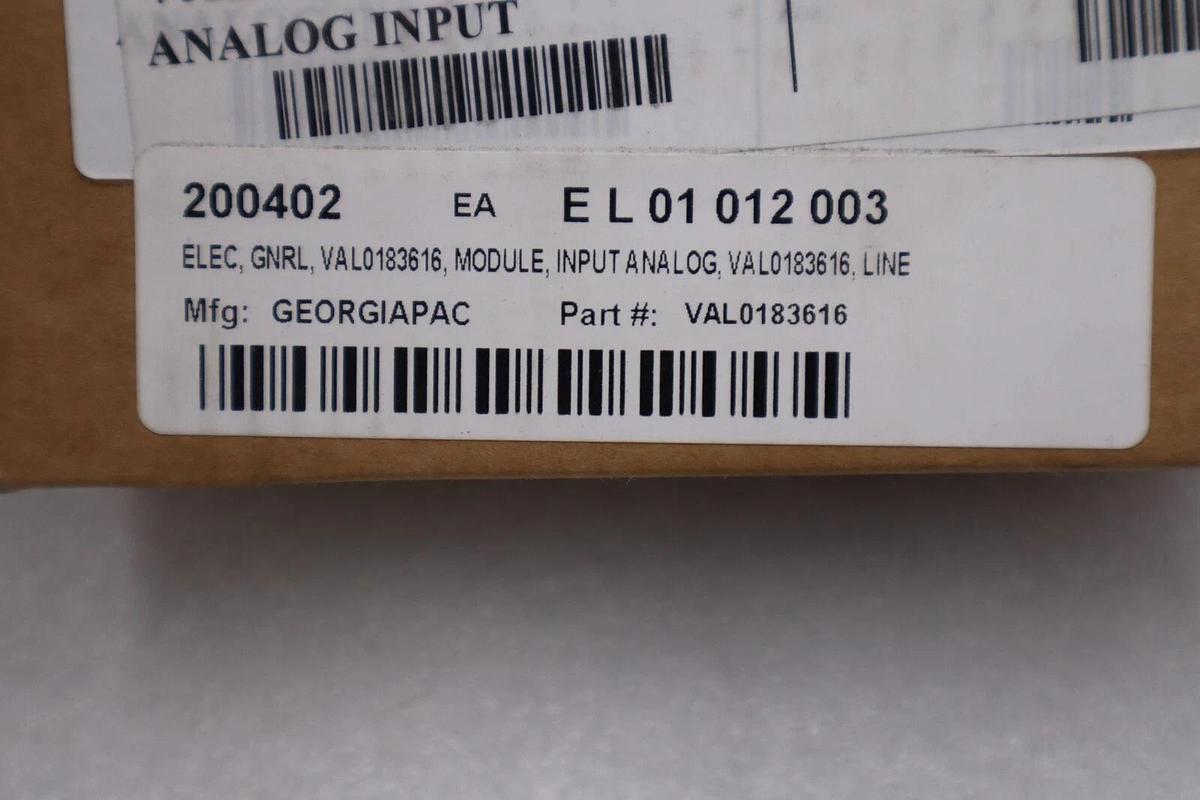 ANALOG INPUT
200402 EA E L 01 012 003
ELEC, GNRL, VAL0183616, MODULE, INPUT ANALOG, VAL0183616, LINE
Mfg: GEORGIAPAC Part #: VAL0183616